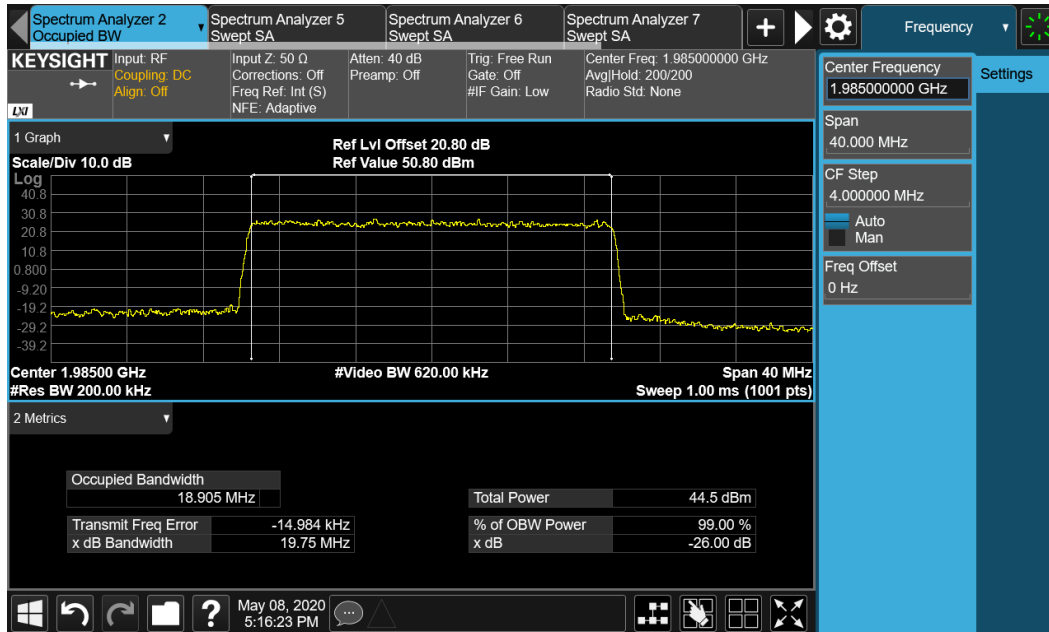 Spectrum Analyzer 2
Occupied BW
Spectrum Analyzer 5
Swept SA
Spectrum Analyzer 6
Swept SA
Spectrum Analyzer 7
Swept SA
Frequency
KEYSIGHT
LXI
Input: RF
Coupling: DC
Align: Off
Input Z: 50 Ω
Corrections: Off
Freq Ref: Int (S)
NFE: Adaptive
Atten: 40 dB
Preamp: Off
Trig: Free Run
Gate: Off
#IF Gain: Low
Center Freq: 1.985000000 GHz
Avg|Hold: 200/200
Radio Std: None
Center Frequency
1.985000000 GHz
Settings
Span
40.000 MHz
CF Step
4.000000 MHz
Auto
Man
Freq Offset
0 Hz
1 Graph
Scale/Div 10.0 dB
Ref Lvl Offset 20.80 dB
Ref Value 50.80 dBm
Log
40.8
30.8
20.8
10.8
0.800
-9.20
-19.2
-29.2
-39.2
Center 1.98500 GHz
#Video BW 620.00 kHz
Span 40 MHz
#Res BW 200.00 kHz
Sweep 1.00 ms (1001 pts)
2 Metrics
Occupied Bandwidth
18.905 MHz
Total Power 44.5 dBm
Transmit Freq Error -14.984 kHz
% of OBW Power 99.00 %
x dB Bandwidth 19.75 MHz
x dB -26.00 dB
?
May 08, 2020
5:16:23 PM